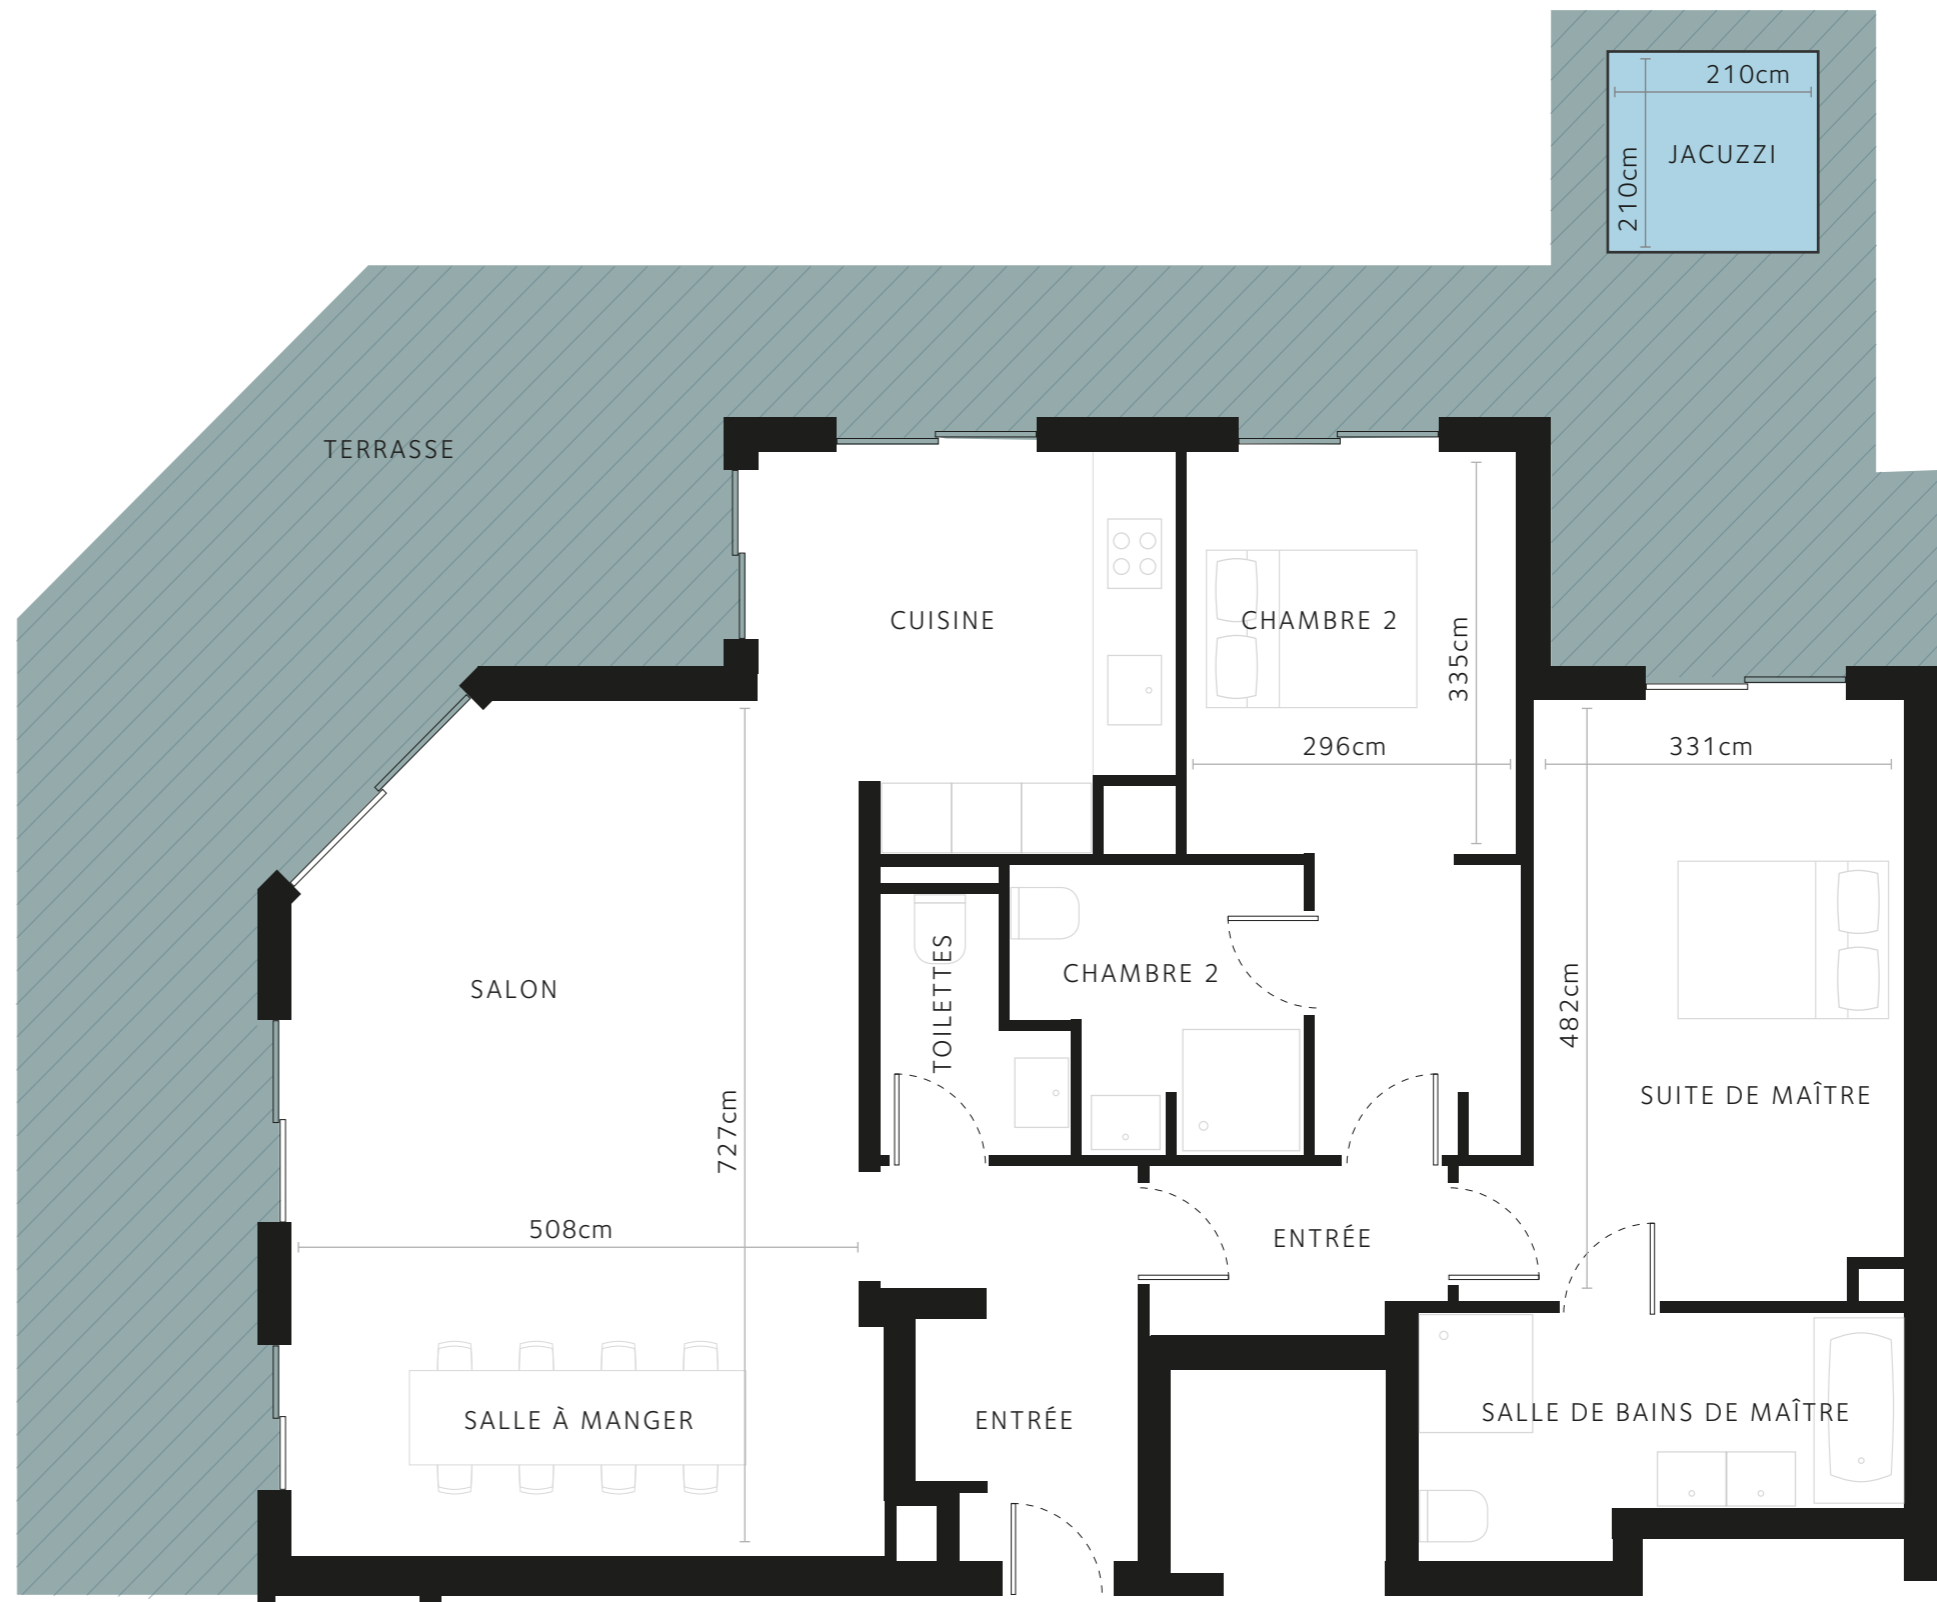 210cm
JACUZZI
210cm
TERRASSE
CUISINE
CHAMBRE 2
335cm
296cm
331cm
SALON
TOILETTES
CHAMBRE 2
482cm
SUITE DE MAÎTRE
727cm
508cm
ENTRÉE
SALLE À MANGER
ENTRÉE
SALLE DE BAINS DE MAÎTRE